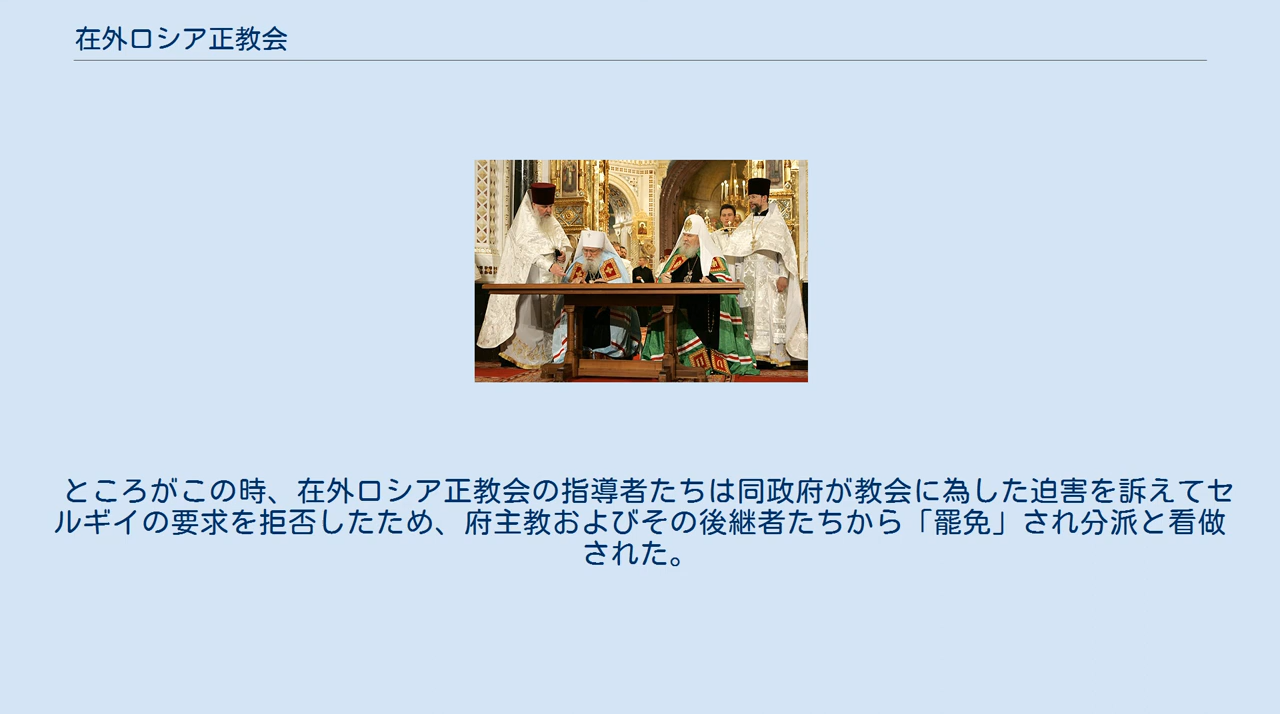 在外ロシア正教会
ところがこの時、在外ロシア正教会の指導者たちは同政府が教会に為した迫害を訴えてセ
ルギイの要求を拒否したため、府主教およびその後継者たちから「罷免」され分派と看做
された。